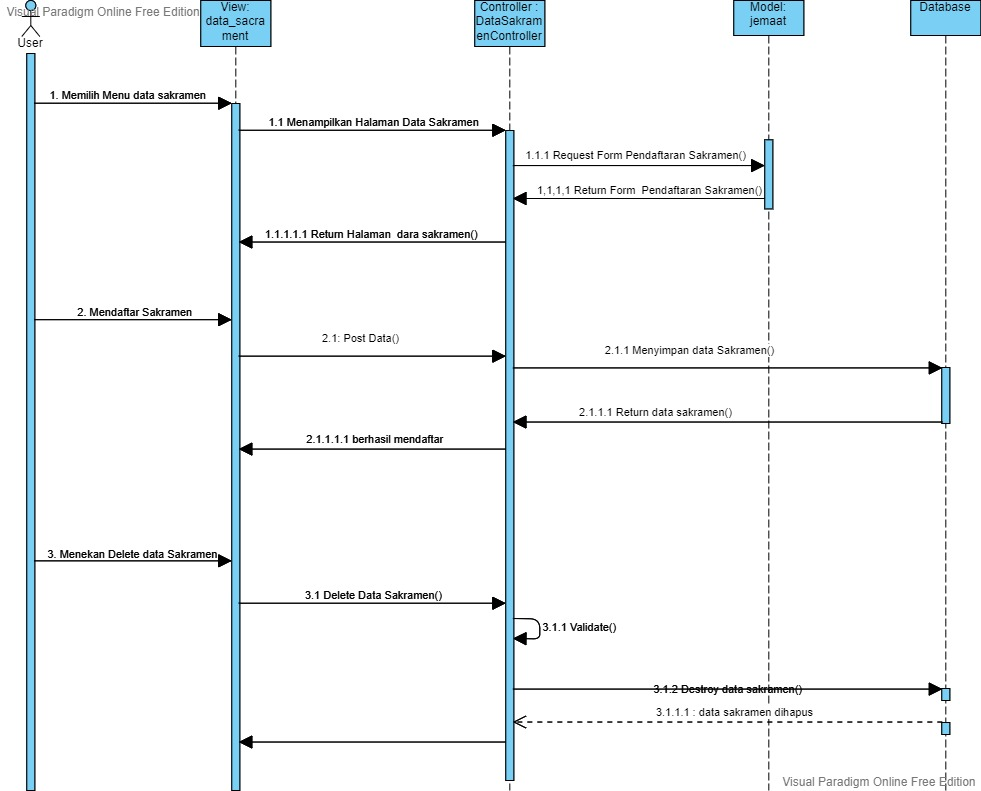 Visual Paradigm Online Free Edition
User
View:
data_sacra
ment
Controller :
DataSakram
enController
Model:
jemaat
Database
1. Memilih Menu data sakramen
1.1 Menampilkan Halaman Data Sakramen
1.1.1 Request Form Pendaftaran Sakramen()
1,1,1,1 Return Form Pendaftaran Sakramen()
1.1.1.1.1 Return Halaman dara sakramen()
2. Mendaftar Sakramen
2.1: Post Data()
2.1.1 Menyimpan data Sakramen()
2.1.1.1 Return data sakramen()
2.1.1.1.1 berhasil mendaftar
3. Menekan Delete data Sakramen
3.1 Delete Data Sakramen()
3.1.1 Validate()
3.1.2 Destroy data sakramen()
3.1.1.1 : data sakramen dihapus
Visual Paradigm Online Free Edition